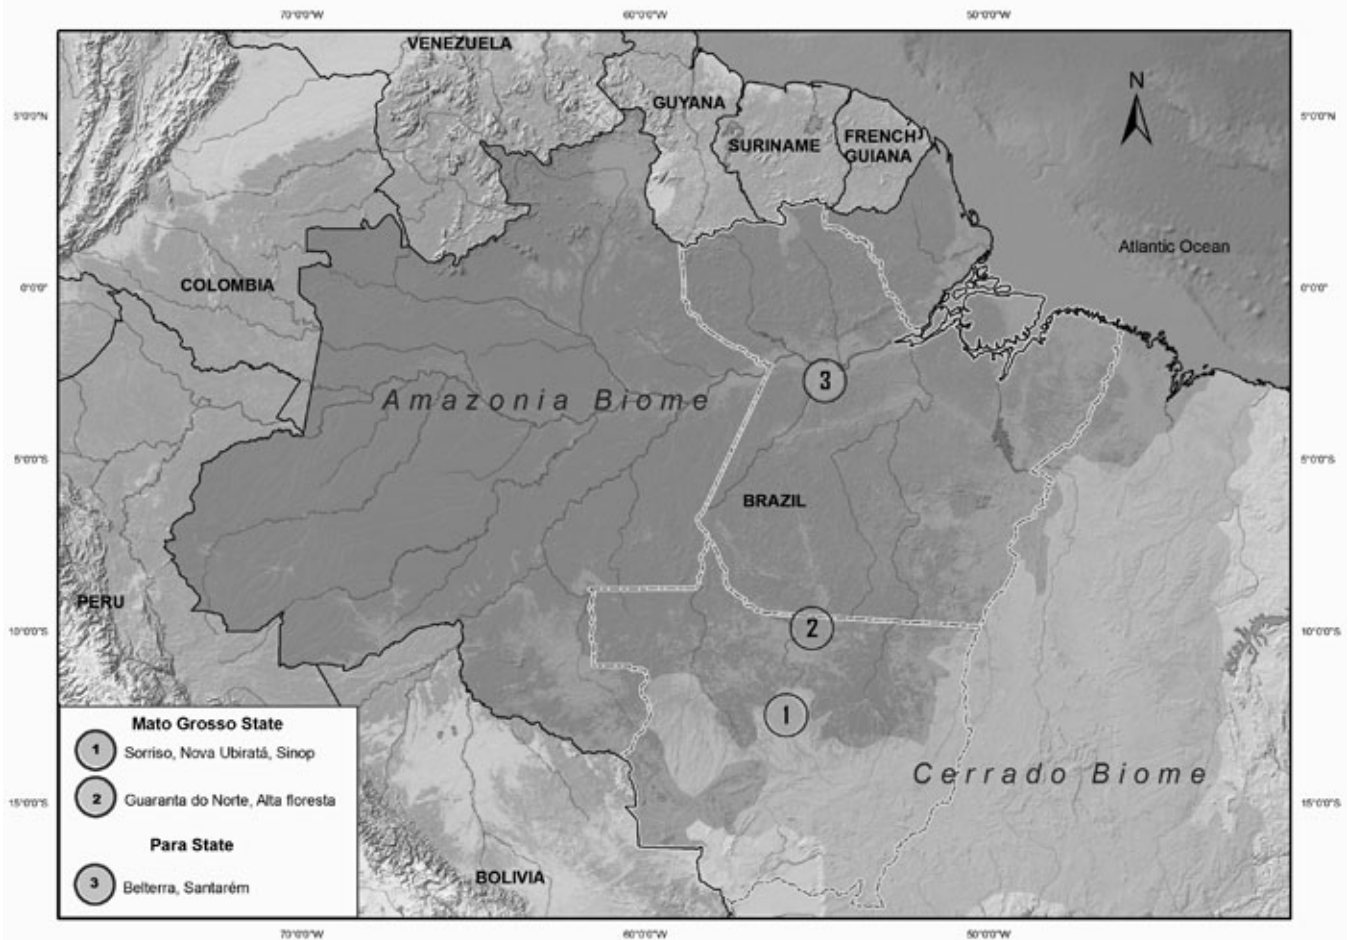 70°0'0"W 60°0'0"W 50°0'0"W
VENEZUELA
N
GUYANA
5°0'0"N 5°0'0"N
SURINAME
FRENCH
GUIANA
Atlantic Ocean
COLOMBIA
0°0'0" 0°0'0"
3
Amazonia Biome
5°0'0"S 5°0'0"S
BRAZIL
PERU
2
10°0'0"S 10°0'0"S
1
Cerrado Biome
15°0'0"S 15°0'0"S
BOLIVIA
Mato Grosso State
1 Sorriso, Nova Ubiratá, Sinop
2 Guaranta do Norte, Alta floresta
Para State
3 Belterra, Santarém
70°0'0"W 60°0'0"W 50°0'0"W